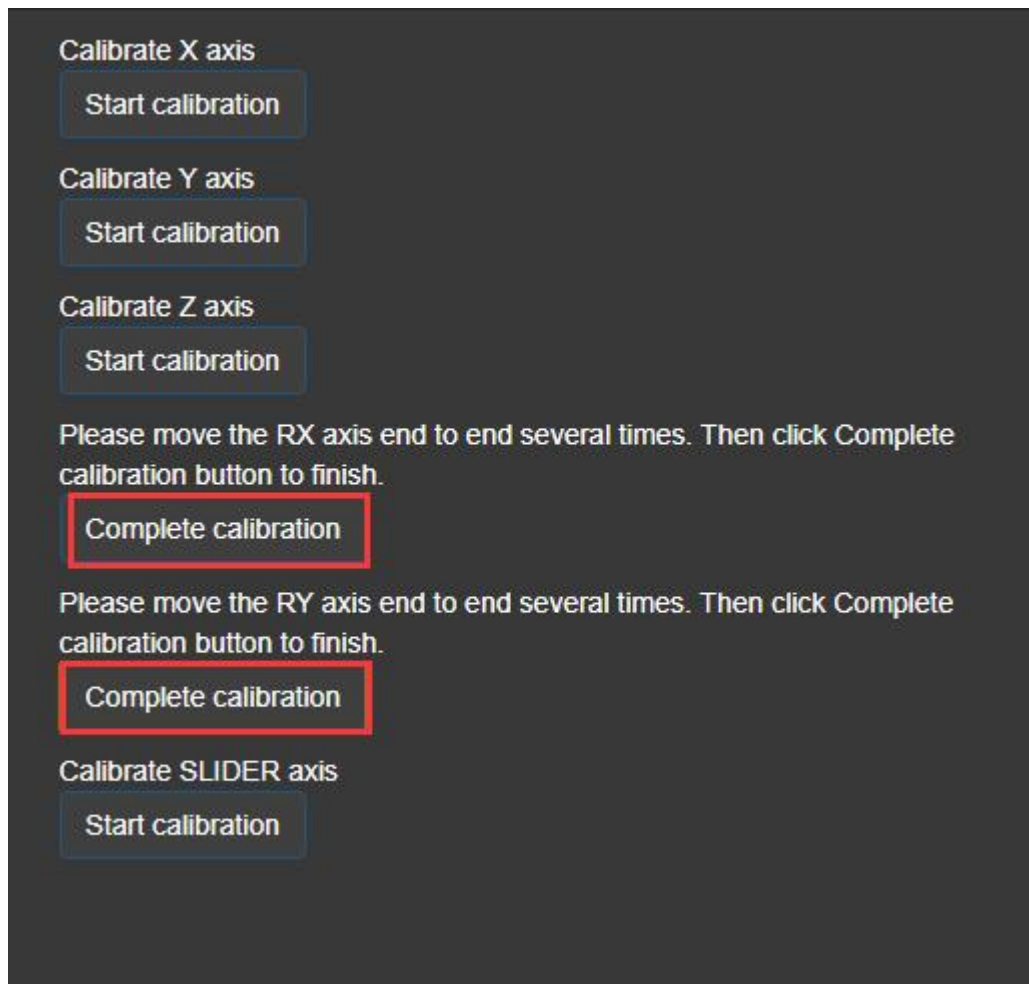 Calibrate X axis
Start calibration
Calibrate Y axis
Start calibration
Calibrate Z axis
Start calibration
Please move the RX axis end to end several times. Then click Complete
calibration button to finish.
Complete calibration
Please move the RY axis end to end several times. Then click Complete
calibration button to finish.
Complete calibration
Calibrate SLIDER axis
Start calibration